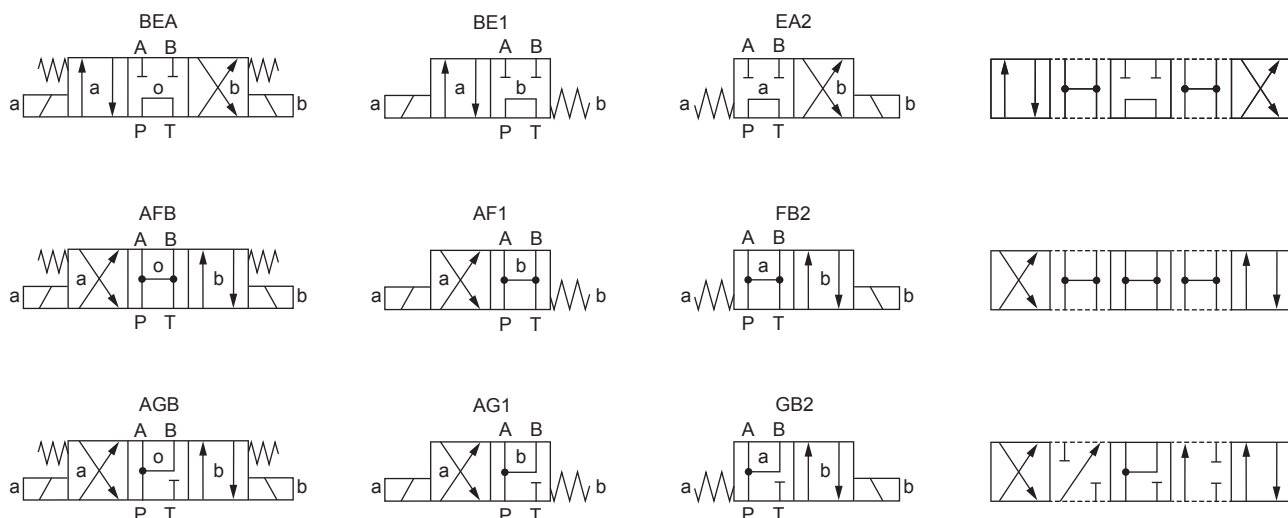 BEA BE1 EA2
A B A B A B
a o b a b a b
a b b a b
P T P T P T
AFB AF1 FB2
A B A B A B
a o b a b a b
a b a b a b
P T P T P T
AGB AG1 GB2
A B A B A B
a o b a b a b
a b a b a b
P T P T P T